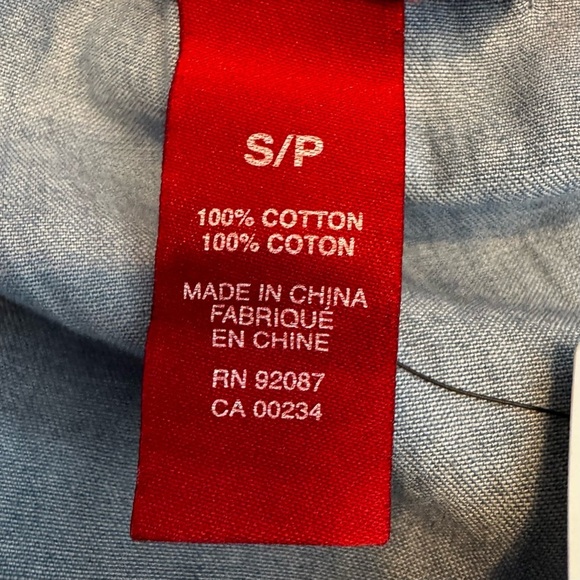 S/P
100% COTTON
100% COTON
MADE IN CHINA
FABRIQUÉ
EN CHINE
RN 92087
CA 00234